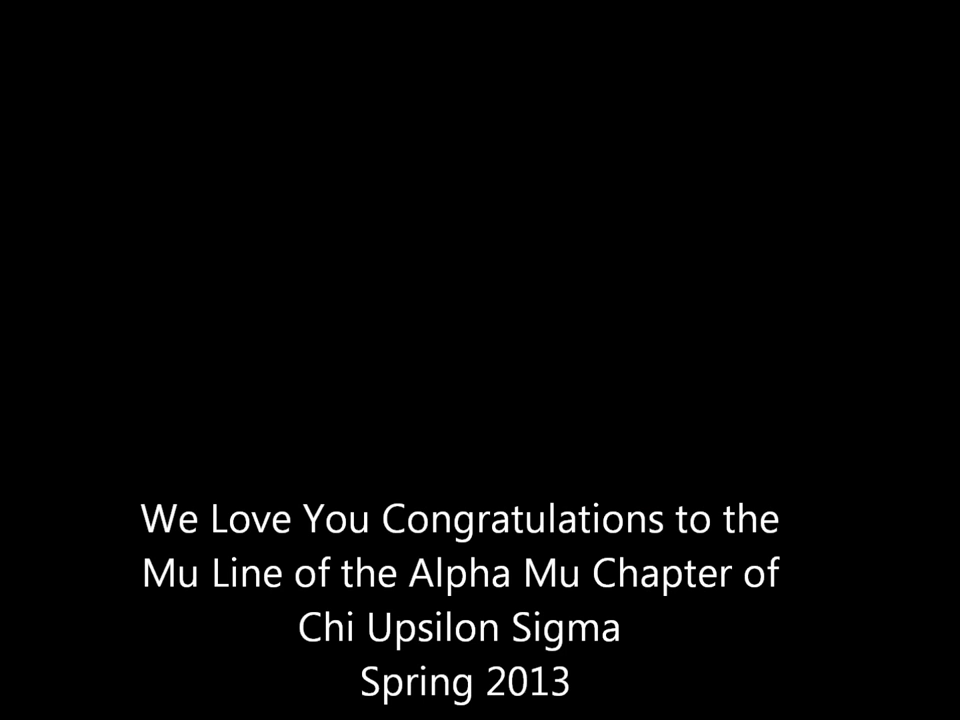 We Love You Congratulations to the
Mu Line of the Alpha Mu Chapter of
Chi Upsilon Sigma
Spring 2013